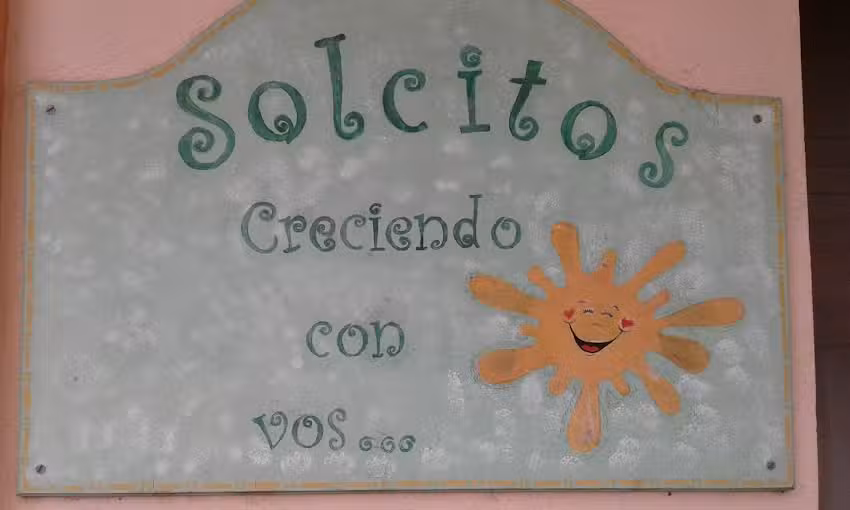 Solcitos
Creciendo
con
vos...